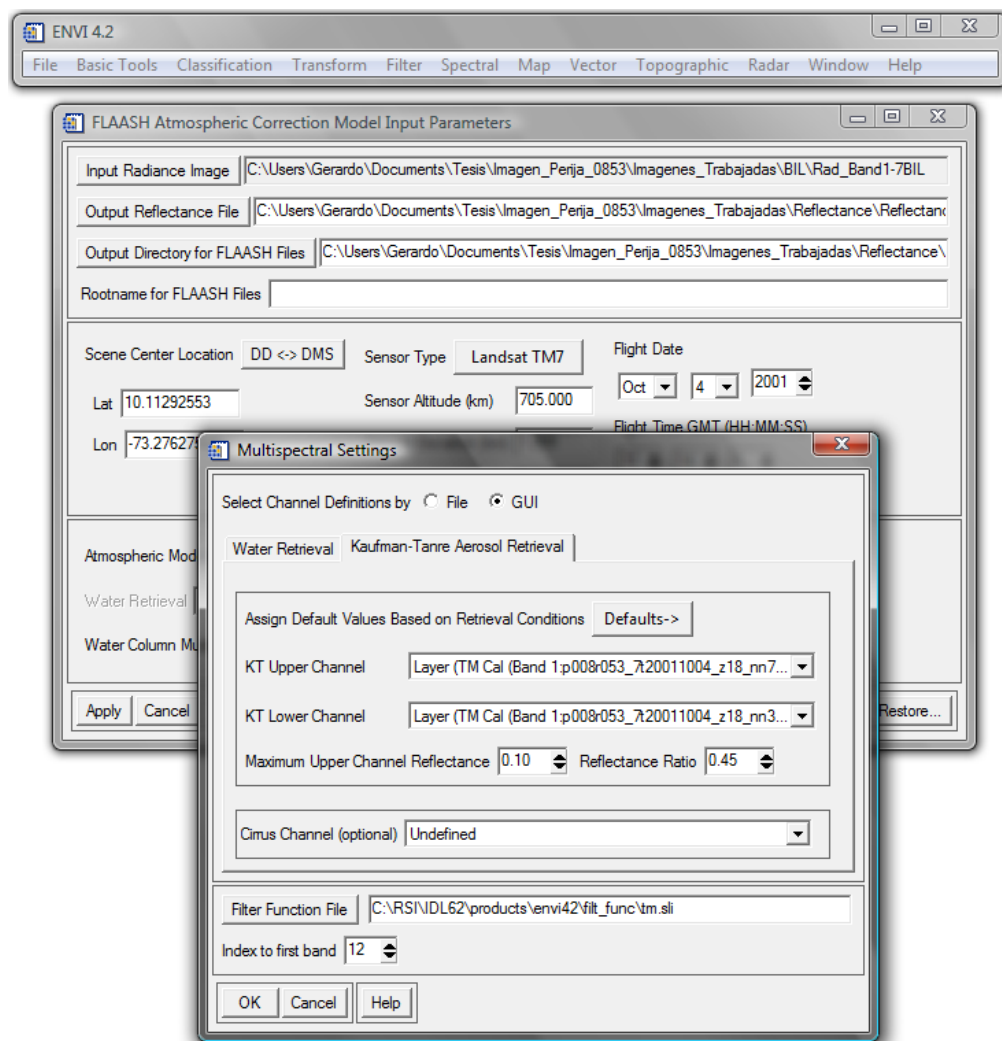 ENVI 4.2
File Basic Tools Classification Transform Filter Spectral Map Vector Topographic Radar Window Help
FLAASH Atmospheric Correction Model Input Parameters
Input Radiance Image C:\Users\Gerardo\Documents\Tesis\Imagen_Perija_0853\Imagenes_Trabajadas\BIL\Rad_Band1-7BIL
Output Reflectance File C:\Users\Gerardo\Documents\Tesis\Imagen_Perija_0853\Imagenes_Trabajadas\Reflectance\Reflectanc
Output Directory for FLAASH Files C:\Users\Gerardo\Documents\Tesis\Imagen_Perija_0853\Imagenes_Trabajadas\Reflectance\
Rootname for FLAASH Files
Scene Center Location DD <-> DMS Sensor Type Landsat TM7 Flight Date
Oct 4 2001
Lat 10.11292553 Sensor Altitude (km) 705.000
Lon -73.27627 Flight Time GMT (HH:MM:SS)
Multispectral Settings
Select Channel Definitions by File GUI
Water Retrieval Kaufman-Tanre Aerosol Retrieval
Atmospheric Mod
Assign Default Values Based on Retrieval Conditions Defaults->
Water Retrieval
Water Column Mu
KT Upper Channel Layer (TM Cal (Band 1:p008r053_7t20011004_z18_nn7...
KT Lower Channel Layer (TM Cal (Band 1:p008r053_7t20011004_z18_nn3...
Apply Cancel Restore...
Maximum Upper Channel Reflectance 0.10 Reflectance Ratio 0.45
Cirrus Channel (optional) Undefined
Filter Function File C:\RSI\IDL62\products\envi42\filt_func\tm.sli
Index to first band 12
OK Cancel Help